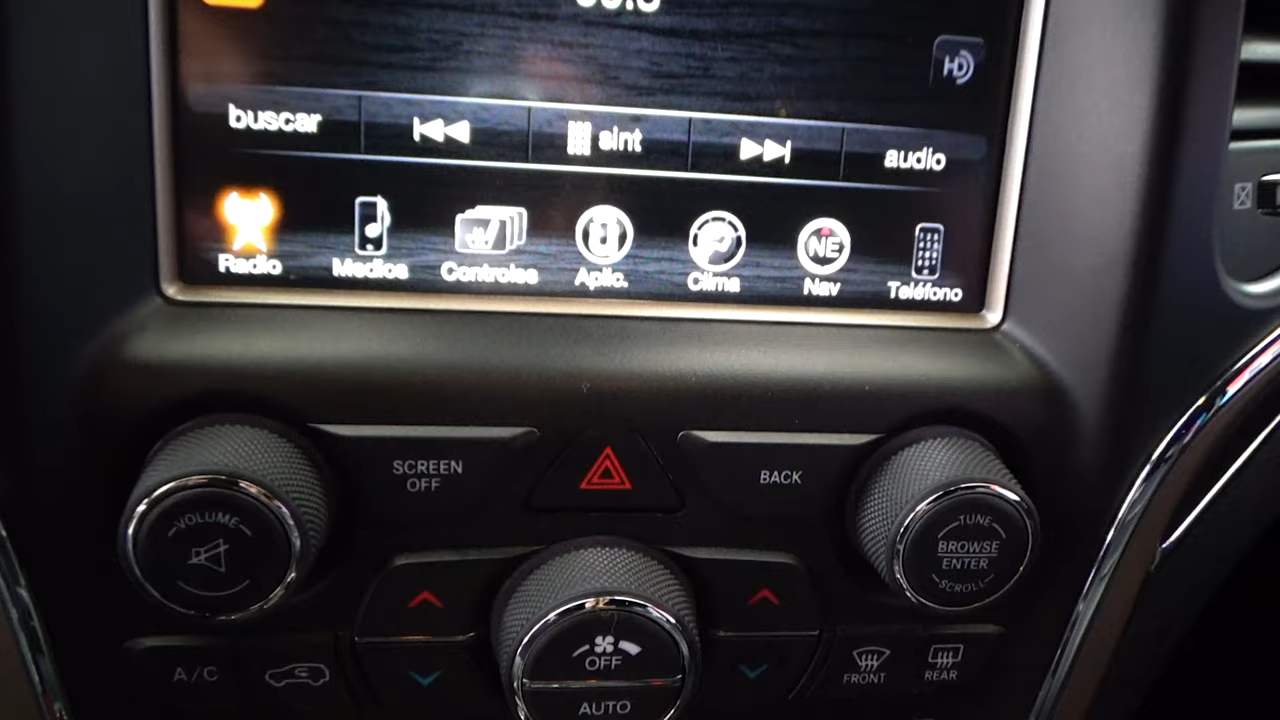 HD
buscar
sint
audio
Radio
Medios
Controles
Aplic.
Clima
NE
Nav
Teléfono
SCREEN
OFF
BACK
VOLUME
TUNE
BROWSE
ENTER
SCROLL
A/C
OFF
AUTO
FRONT
REAR